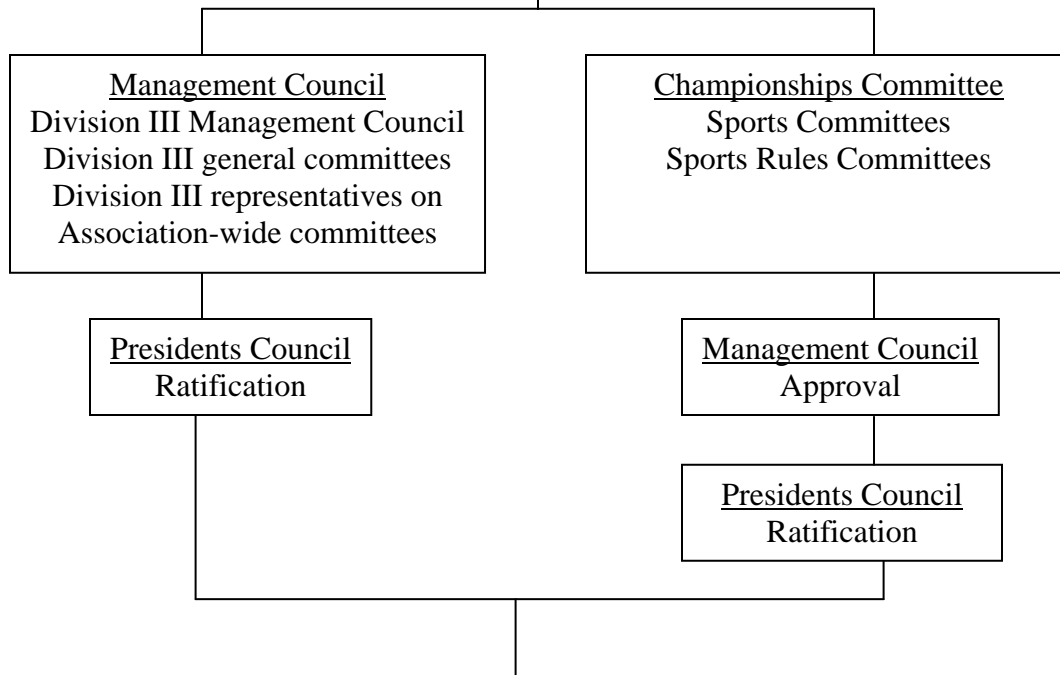 Management Council
Division III Management Council
Division III general committees
Division III representatives on
Association-wide committees
Championships Committee
Sports Committees
Sports Rules Committees
Presidents Council
Ratification
Management Council
Approval
Presidents Council
Ratification